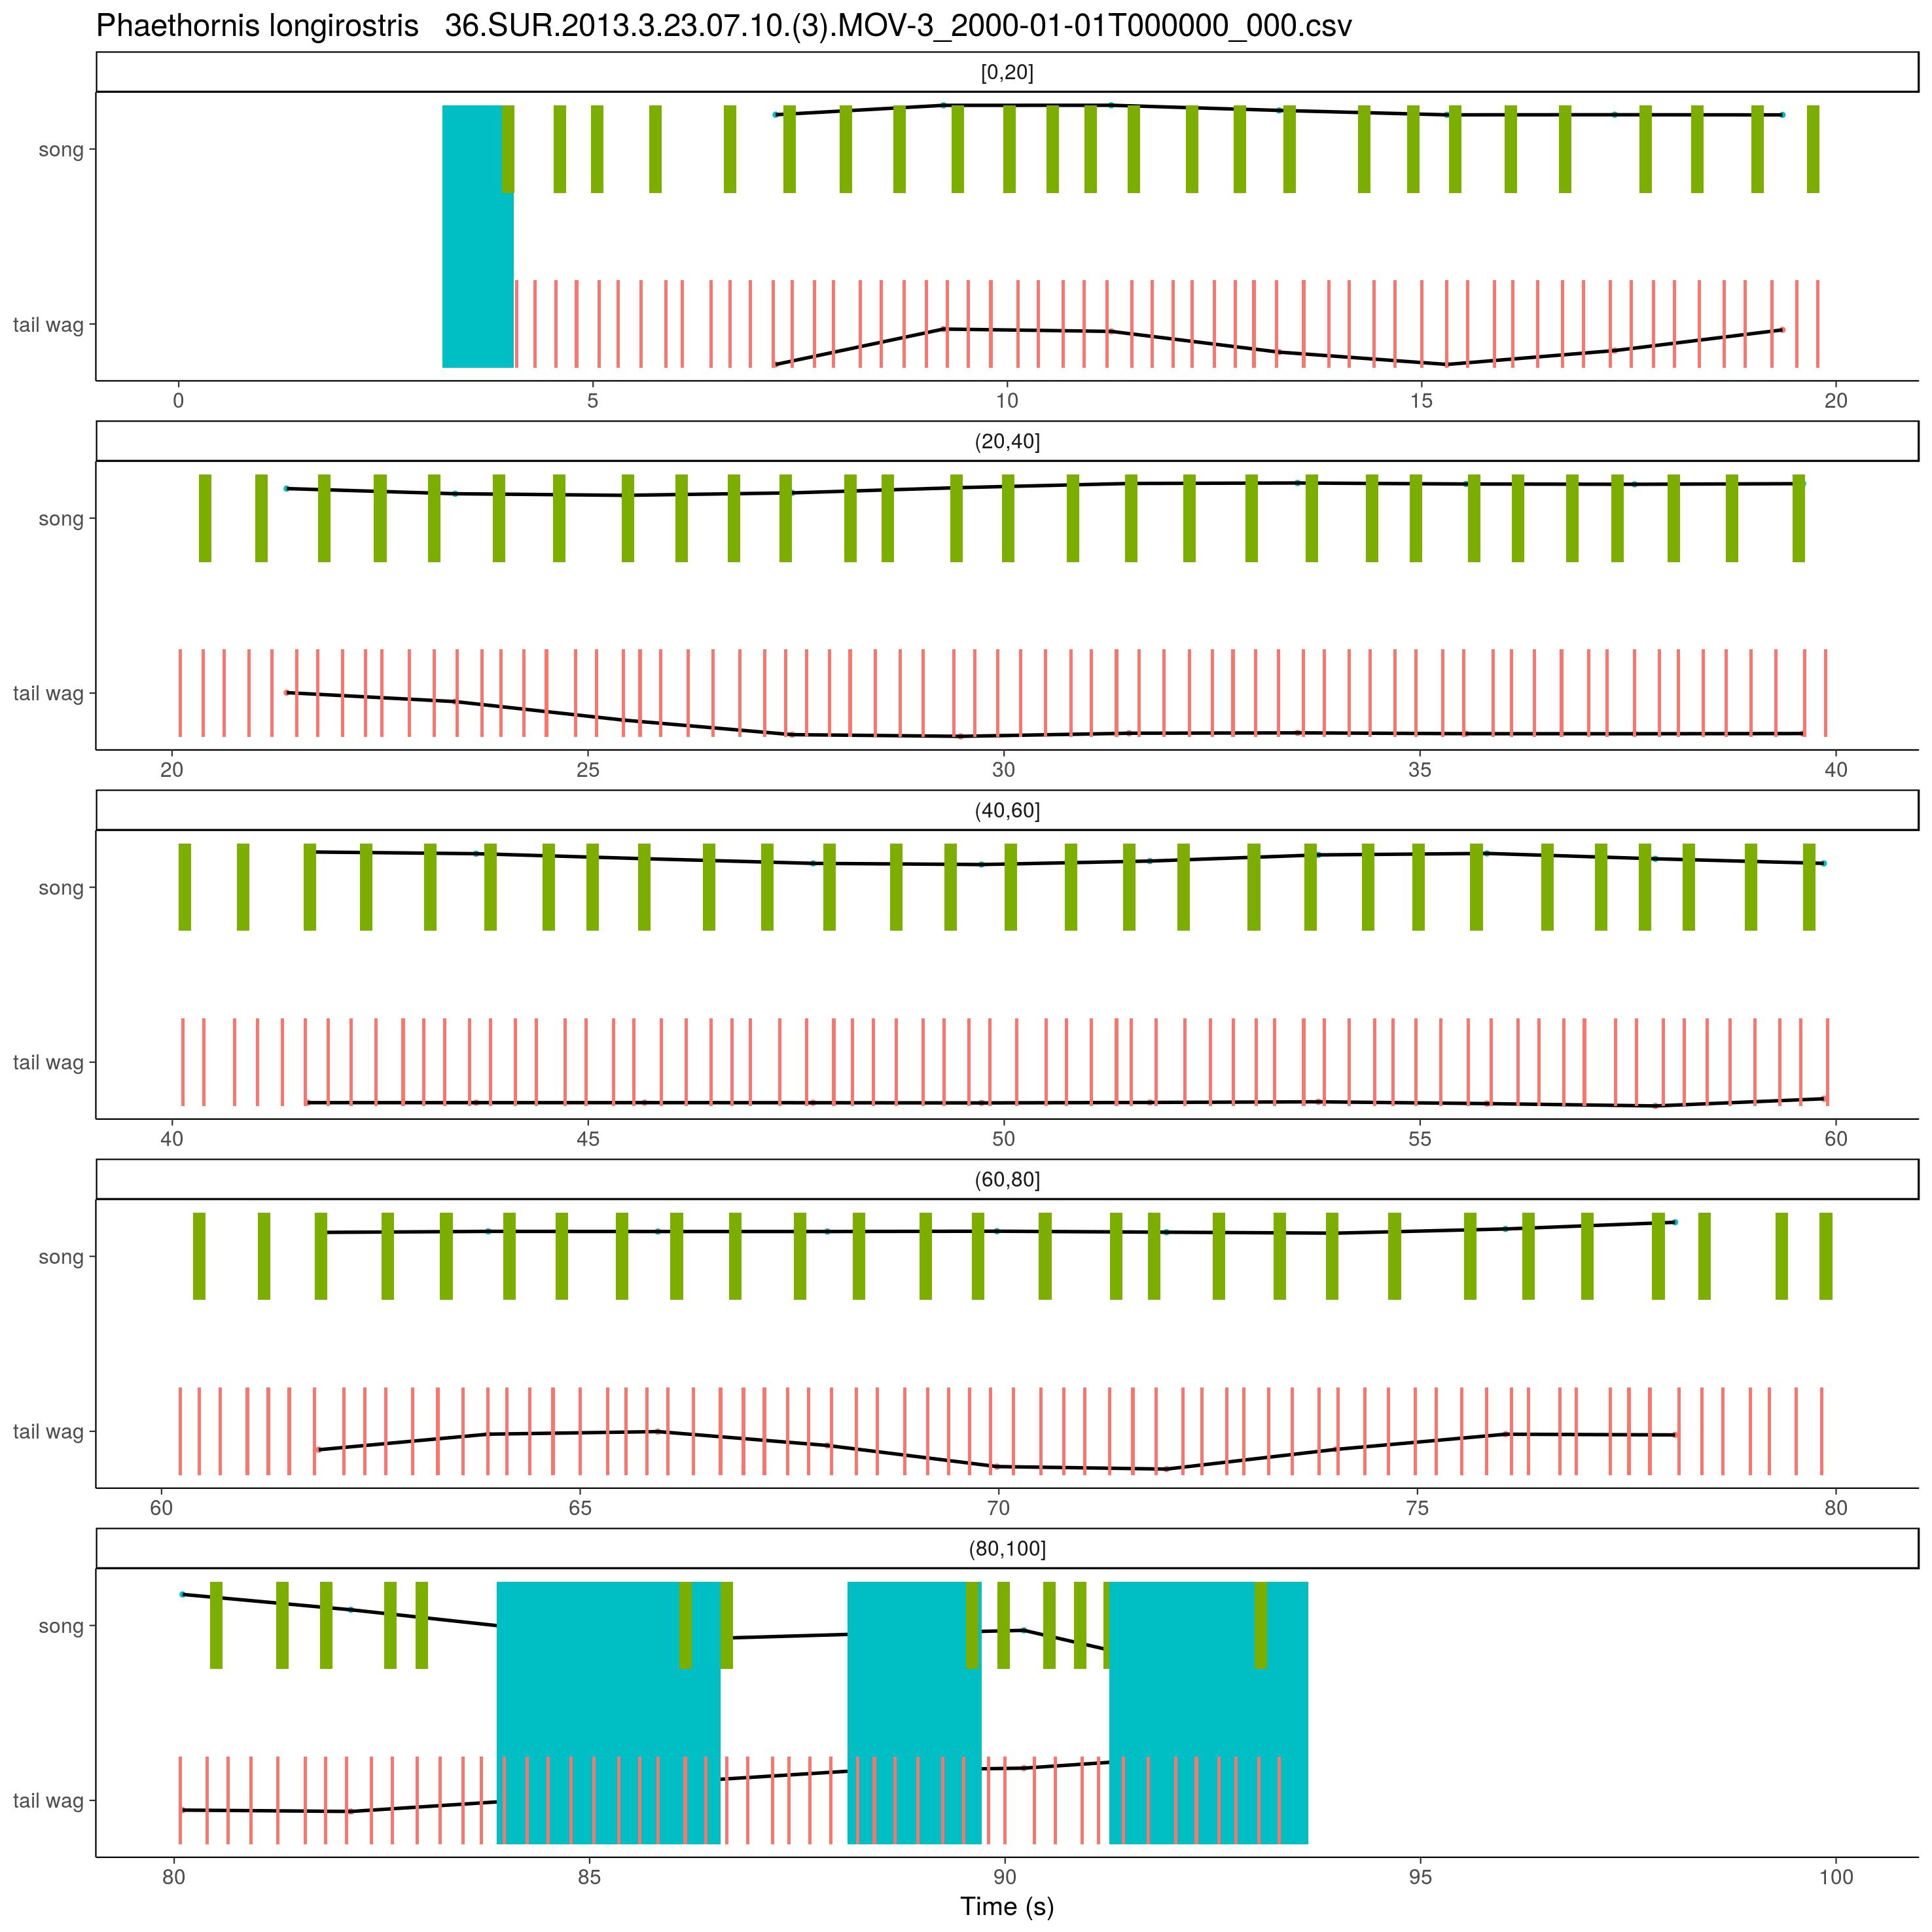 Phaethornis longirostris   36.SUR.2013.3.23.07.10.(3).MOV-3_2000-01-01T000000_000.csv
[0,20]
song
tail wag
0 5 10 15 20
(20,40]
song
tail wag
20 25 30 35 40
(40,60]
song
tail wag
40 45 50 55 60
(60,80]
song
tail wag
60 65 70 75 80
(80,100]
song
tail wag
80 85 90 95 100
Time (s)